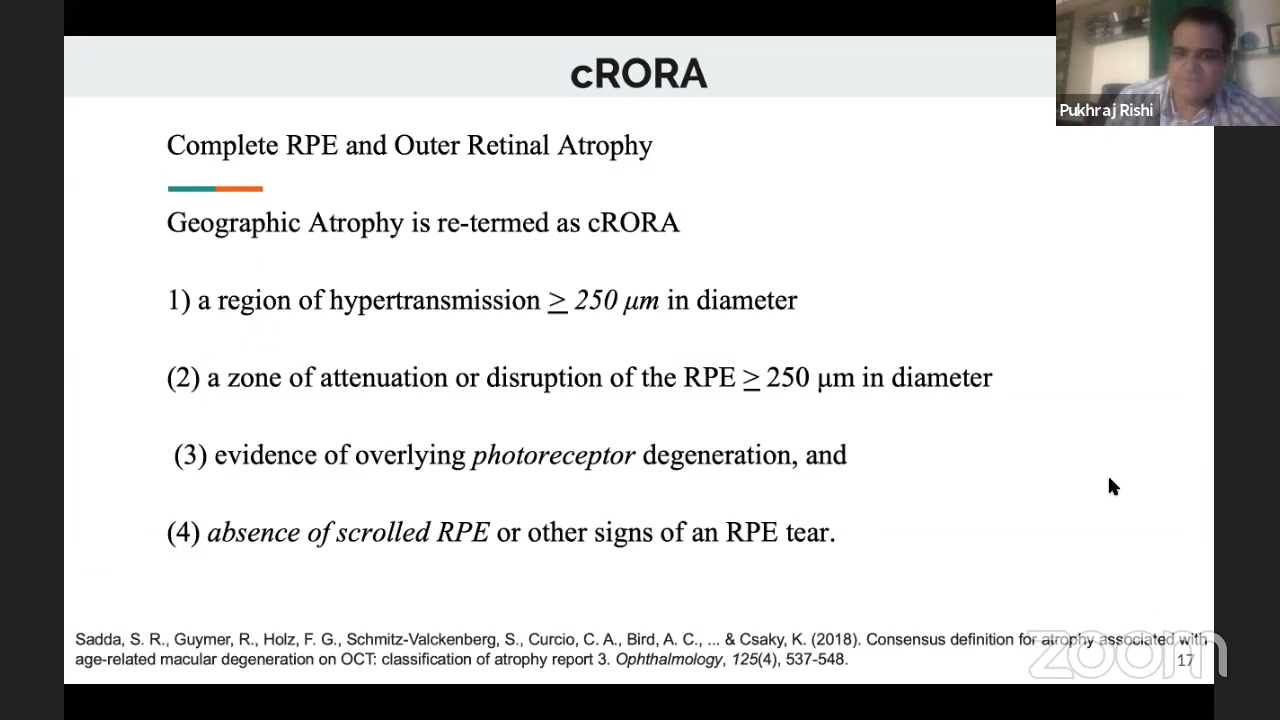 cRORA
Pukhraj Rishi
Complete RPE and Outer Retinal Atrophy
Geographic Atrophy is re-termed as cRORA
1) a region of hypertransmission ≥ 250 μm in diameter
(2) a zone of attenuation or disruption of the RPE ≥ 250 μm in diameter
(3) evidence of overlying photoreceptor degeneration, and
(4) absence of scrolled RPE or other signs of an RPE tear.
Sadda, S. R., Guymer, R., Holz, F. G., Schmitz-Valckenberg, S., Curcio, C. A., Bird, A. C., ... & Csaky, K. (2018). Consensus definition for atrophy associated with
age-related macular degeneration on OCT: classification of atrophy report 3. Ophthalmology, 125(4), 537-548.
17
zoom